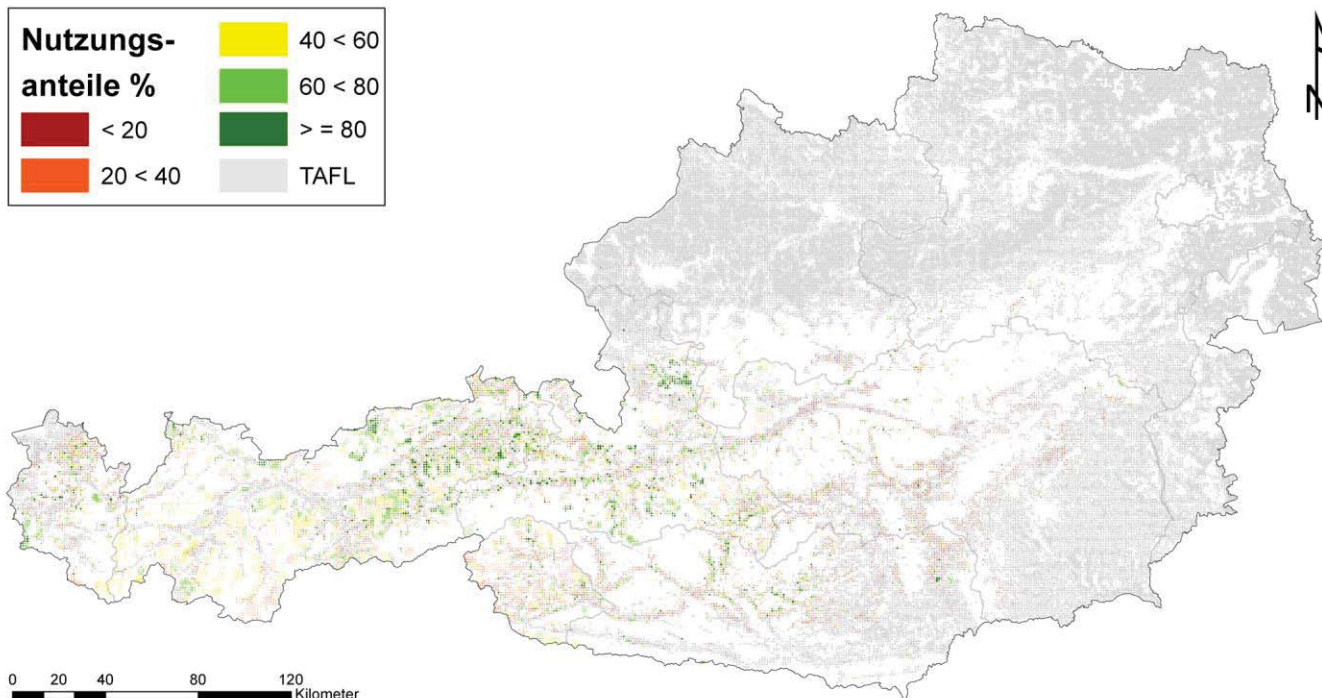 Nutzungs-
anteile %
< 20
20 < 40
40 < 60
60 < 80
> = 80
TAFL
N
0 20 40 80 120
Kilometer